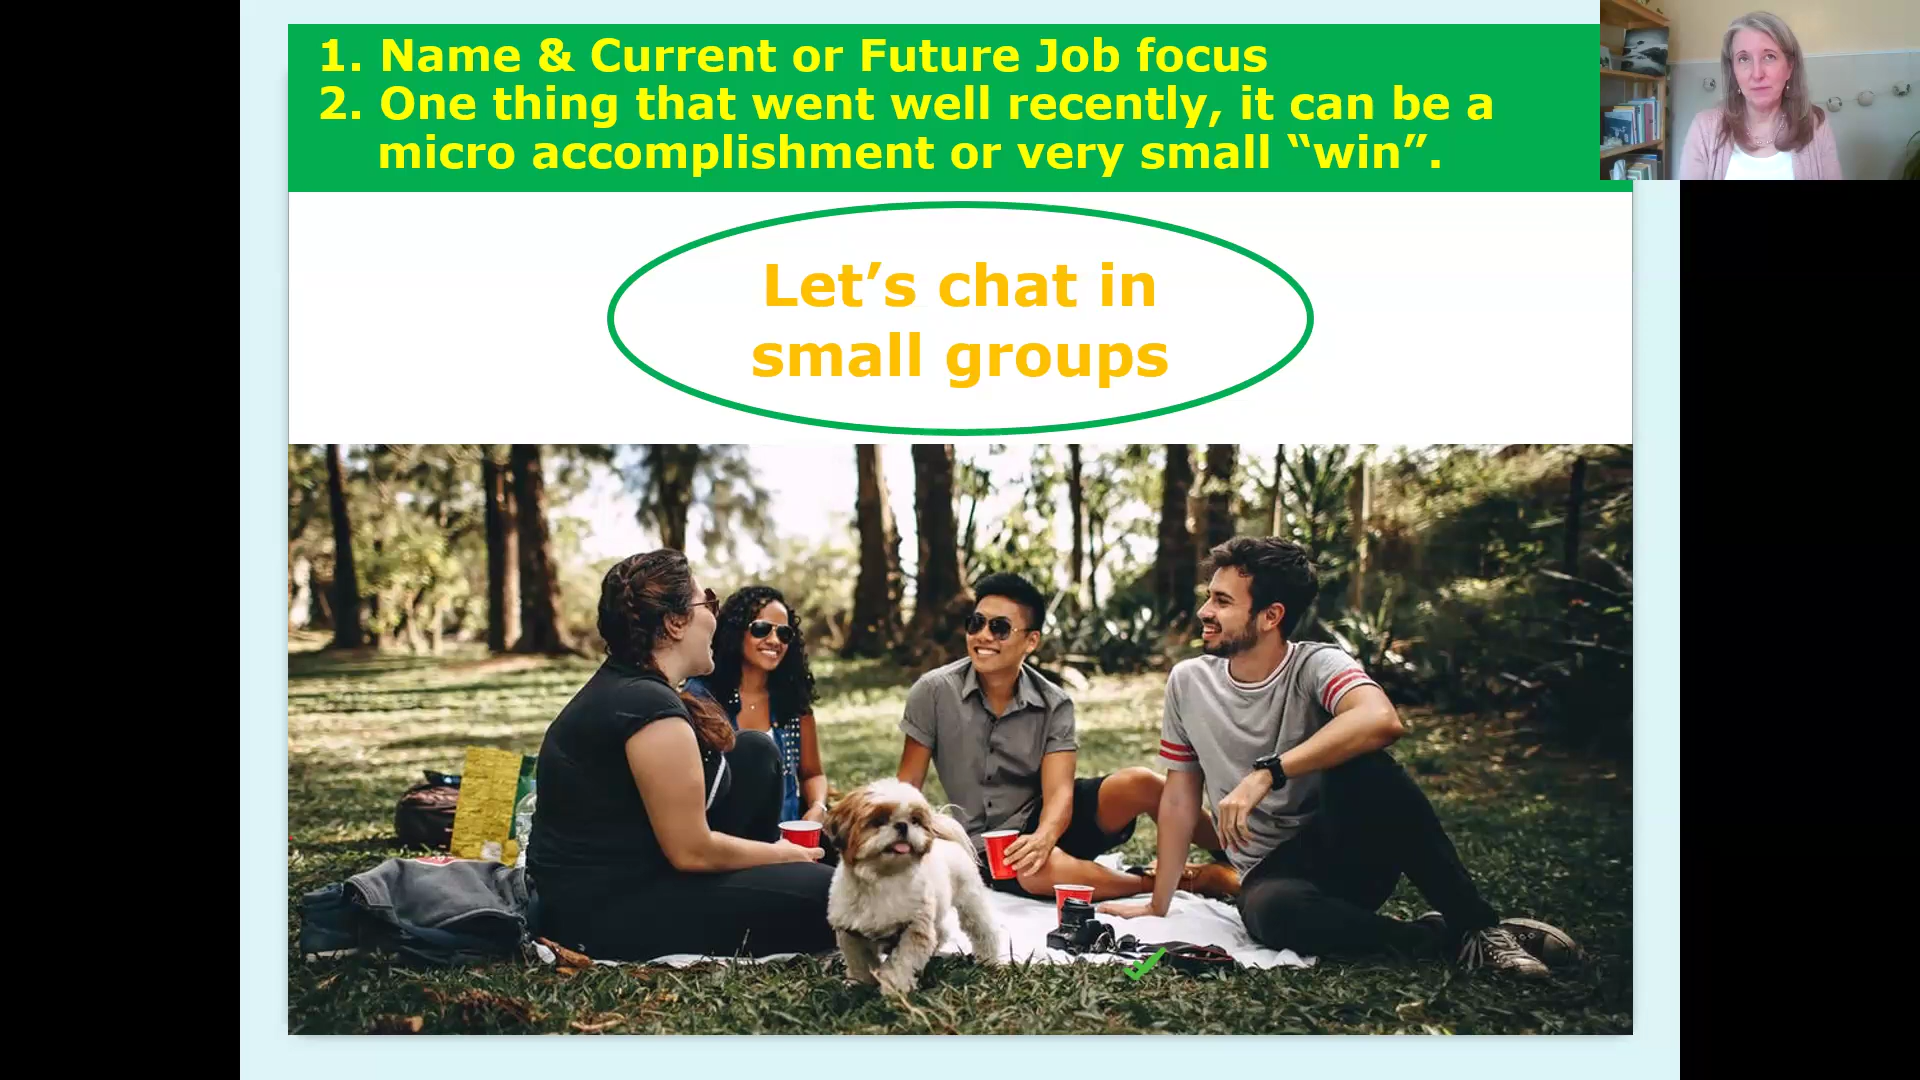 1. Name & Current or Future Job focus
2. One thing that went well recently, it can be a
micro accomplishment or very small “win”.
Let’s chat in
small groups